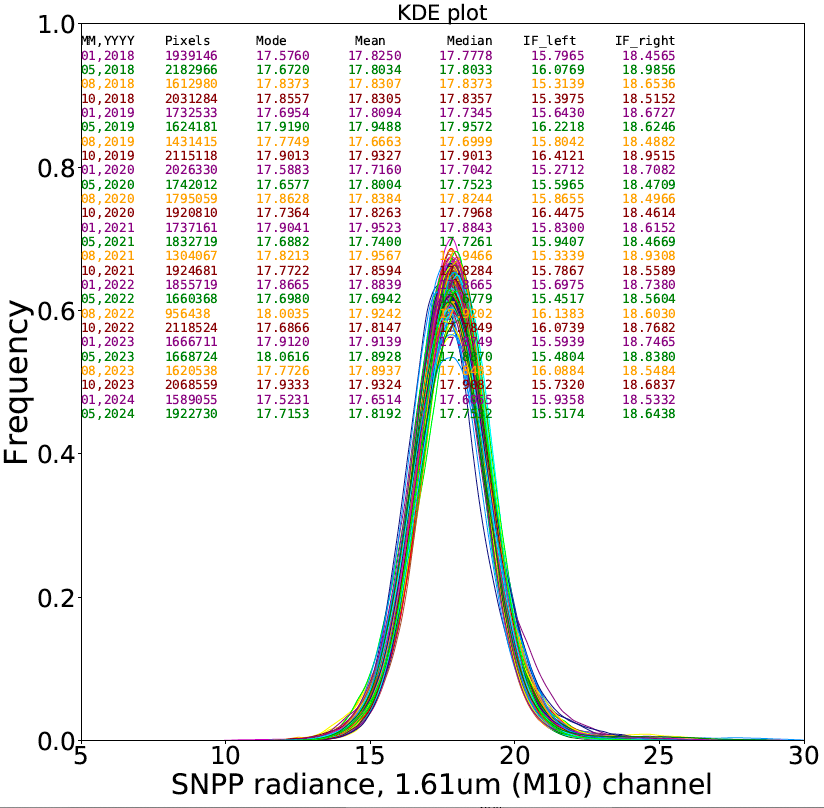 KDE plot
1.0
MM,YYYY Pixels Mode Mean Median IF_left IF_right
01,2018 1939146 17.5760 17.8250 17.7778 15.7965 18.4565
05,2018 2182966 17.6720 17.8034 17.8033 16.0769 18.9856
08,2018 1612980 17.8373 17.8307 17.8373 15.3139 18.6536
10,2018 2031284 17.8557 17.8305 17.8357 15.3975 18.5152
01,2019 1732533 17.6954 17.8094 17.7345 15.6430 18.6727
05,2019 1624181 17.9190 17.9488 17.9572 16.2218 18.6246
08,2019 1431415 17.7749 17.6663 17.6999 15.8042 18.4882
10,2019 2115118 17.9013 17.9327 17.9013 16.4121 18.9515
0.8
01,2020 2026330 17.5883 17.7160 17.7042 15.2712 18.7082
05,2020 1742012 17.6577 17.8004 17.7523 15.5965 18.4709
08,2020 1795059 17.8628 17.8384 17.8244 15.8655 18.4966
10,2020 1920810 17.7364 17.8263 17.7968 16.4475 18.4614
01,2021 1737161 17.9041 17.9523 17.8843 15.8300 18.6152
05,2021 1832719 17.6882 17.7400 17.7261 15.9407 18.4669
08,2021 1304067 17.8213 17.9567 15.3339 18.9308
10,2021 1924681 17.7722 17.8594 15.7867 18.5589
01,2022 1855719 17.8665 17.8839 15.6975 18.7380
05,2022 1660368 17.6980 17.6942 15.4517 18.5604
0.6
08,2022 956438 18.0035 17.9242 16.1383 18.6030
10,2022 2118524 17.6866 17.8147 16.0739 18.7682
01,2023 1666711 17.9120 17.9139 15.5939 18.7465
05,2023 1668724 18.0616 17.8928 15.4804 18.8380
08,2023 1620538 17.7726 17.8937 16.0884 18.5484
10,2023 2068559 17.9333 17.9324 15.7320 18.6837
01,2024 1589055 17.5231 17.6514 15.9358 18.5332
05,2024 1922730 17.7153 17.8192 15.5174 18.6438
Frequency
0.4
0.2
0.0
5 10 15 20 25 30
SNPP radiance, 1.61um (M10) channel